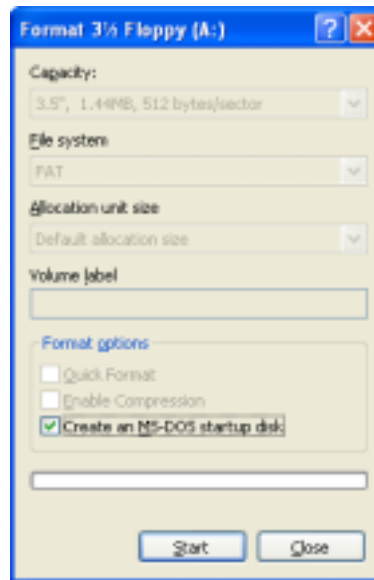 Format 3½ Floppy (A:)
Capacity:
3.5", 1.44MB, 512 bytes/sector
File system
FAT
Allocation unit size
Default allocation size
Volume label
Format options
Quick Format
Enable Compression
Create an MS-DOS startup disk
Start
Close